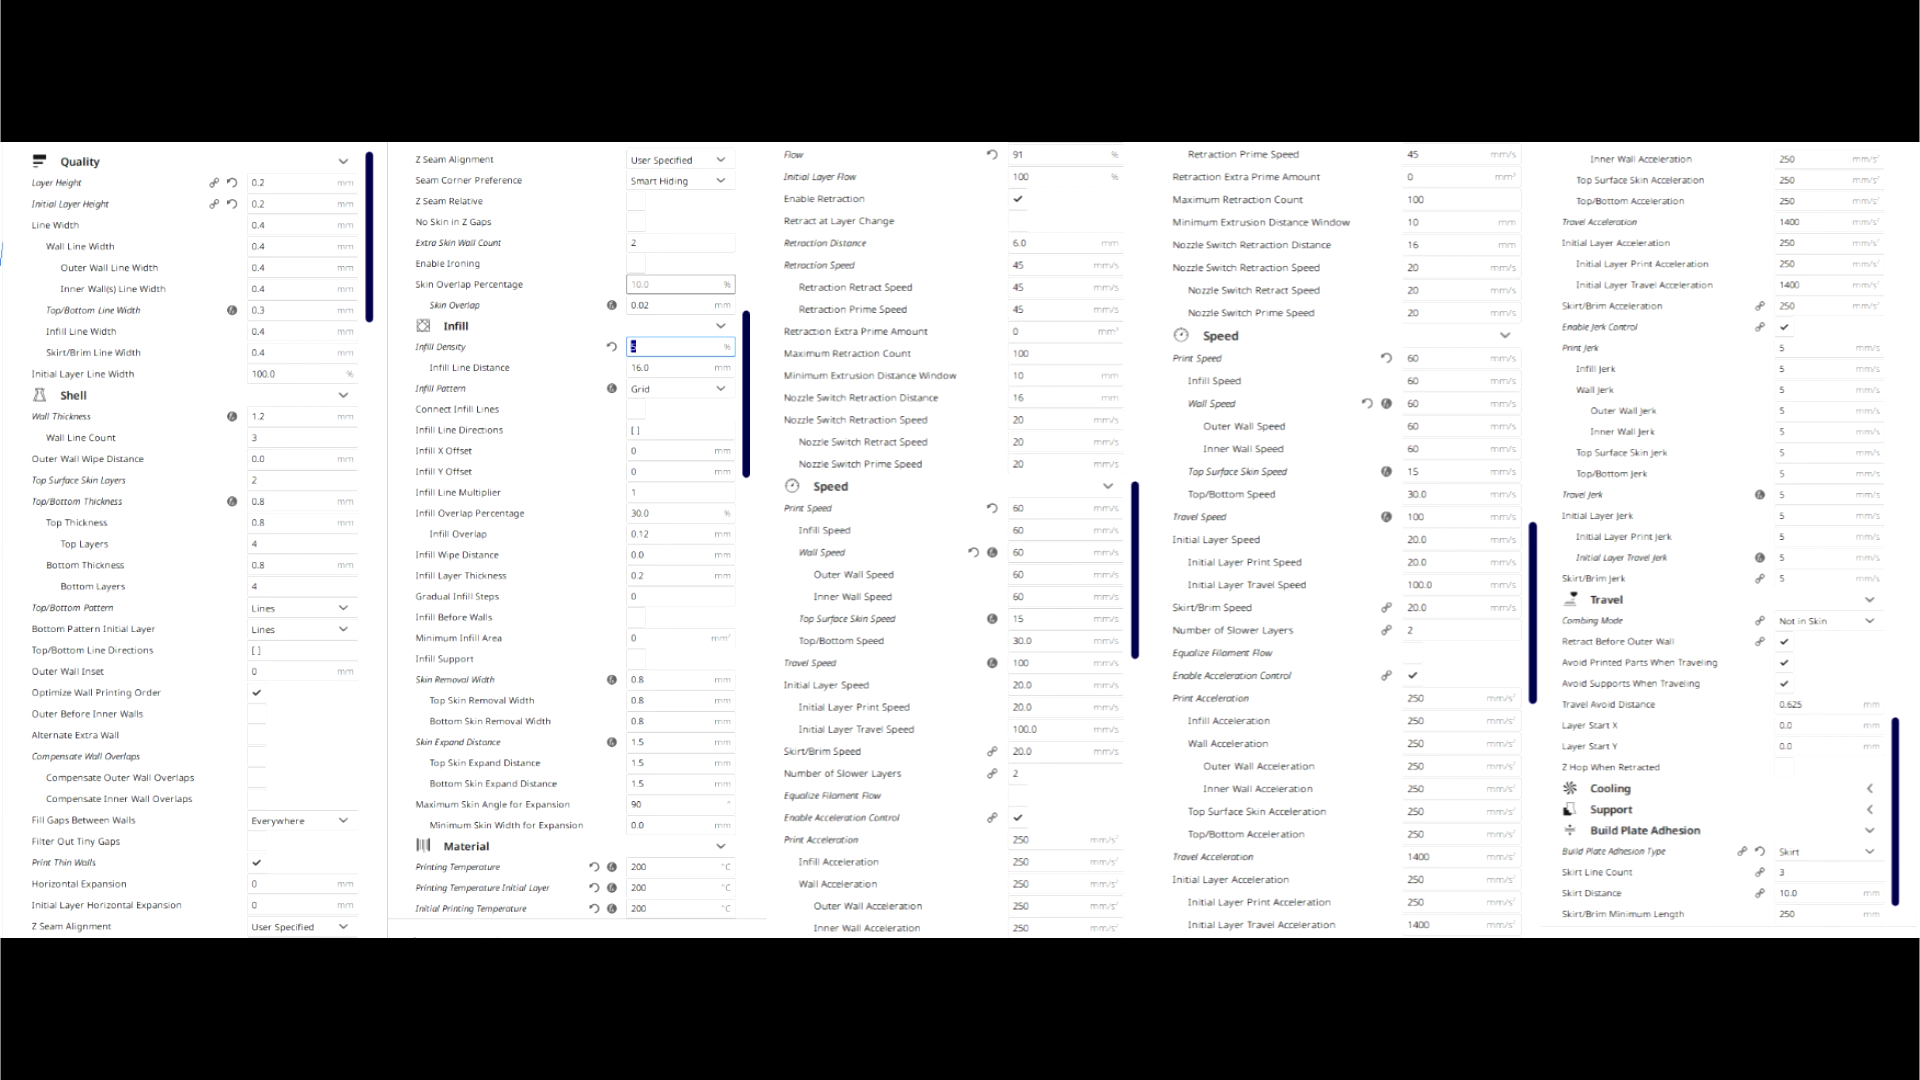 Quality
Layer Height 0.2 mm
Initial Layer Height 0.2 mm
Line Width 0.4 mm
Wall Line Width 0.4 mm
Outer Wall Line Width 0.4 mm
Inner Wall(s) Line Width 0.4 mm
Top/Bottom Line Width 0.3 mm
Infill Line Width 0.4 mm
Skirt/Brim Line Width 0.4 mm
Initial Layer Line Width 100.0 %
Shell
Wall Thickness 1.2 mm
Wall Line Count 3
Outer Wall Wipe Distance 0.0 mm
Top Surface Skin Layers 2
Top/Bottom Thickness 0.8 mm
Top Thickness 0.8 mm
Top Layers 4
Bottom Thickness 0.8 mm
Bottom Layers 4
Top/Bottom Pattern Lines
Bottom Pattern Initial Layer Lines
Top/Bottom Line Directions [ ]
Outer Wall Inset 0 mm
Optimize Wall Printing Order
Outer Before Inner Walls
Alternate Extra Wall
Compensate Wall Overlaps
Compensate Outer Wall Overlaps
Compensate Inner Wall Overlaps
Fill Gaps Between Walls Everywhere
Filter Out Tiny Gaps
Print Thin Walls
Horizontal Expansion 0 mm
Initial Layer Horizontal Expansion 0 mm
Z Seam Alignment User Specified
Z Seam Alignment User Specified
Seam Corner Preference Smart Hiding
Z Seam Relative
No Skin in Z Gaps
Extra Skin Wall Count 2
Enable Ironing
Skin Overlap Percentage 10.0 %
Skin Overlap 0.02 mm
Infill
Infill Density 5 %
Infill Line Distance 16.0 mm
Infill Pattern Grid
Connect Infill Lines
Infill Line Directions [ ]
Infill X Offset 0 mm
Infill Y Offset 0 mm
Infill Line Multiplier 1
Infill Overlap Percentage 30.0 %
Infill Overlap 0.12 mm
Infill Wipe Distance 0.0 mm
Infill Layer Thickness 0.2 mm
Gradual Infill Steps 0
Infill Before Walls
Minimum Infill Area 0 mm²
Infill Support
Skin Removal Width 0.8 mm
Top Skin Removal Width 0.8 mm
Bottom Skin Removal Width 0.8 mm
Skin Expand Distance 1.5 mm
Top Skin Expand Distance 1.5 mm
Bottom Skin Expand Distance 1.5 mm
Maximum Skin Angle for Expansion 90 °
Minimum Skin Width for Expansion 0.0 mm
Material
Printing Temperature 200 °C
Printing Temperature Initial Layer 200 °C
Initial Printing Temperature 200 °C
Flow 91 %
Initial Layer Flow 100 %
Enable Retraction
Retract at Layer Change
Retraction Distance 6.0 mm
Retraction Speed 45 mm/s
Retraction Retract Speed 45 mm/s
Retraction Prime Speed 45 mm/s
Retraction Extra Prime Amount 0 mm³
Maximum Retraction Count 100
Minimum Extrusion Distance Window 10 mm
Nozzle Switch Retraction Distance 16 mm
Nozzle Switch Retraction Speed 20 mm/s
Nozzle Switch Retract Speed 20 mm/s
Nozzle Switch Prime Speed 20 mm/s
Speed
Print Speed 60 mm/s
Infill Speed 60 mm/s
Wall Speed 60 mm/s
Outer Wall Speed 60 mm/s
Inner Wall Speed 60 mm/s
Top Surface Skin Speed 15 mm/s
Top/Bottom Speed 30.0 mm/s
Travel Speed 100 mm/s
Initial Layer Speed 20.0 mm/s
Initial Layer Print Speed 20.0 mm/s
Initial Layer Travel Speed 100.0 mm/s
Skirt/Brim Speed 20.0 mm/s
Number of Slower Layers 2
Equalize Filament Flow
Enable Acceleration Control
Print Acceleration 250 mm/s²
Infill Acceleration 250 mm/s²
Wall Acceleration 250 mm/s²
Outer Wall Acceleration 250 mm/s²
Inner Wall Acceleration 250 mm/s²
Retraction Prime Speed 45 mm/s
Retraction Extra Prime Amount 0 mm³
Maximum Retraction Count 100
Minimum Extrusion Distance Window 10 mm
Nozzle Switch Retraction Distance 16 mm
Nozzle Switch Retraction Speed 20 mm/s
Nozzle Switch Retract Speed 20 mm/s
Nozzle Switch Prime Speed 20 mm/s
Speed
Print Speed 60 mm/s
Infill Speed 60 mm/s
Wall Speed 60 mm/s
Outer Wall Speed 60 mm/s
Inner Wall Speed 60 mm/s
Top Surface Skin Speed 15 mm/s
Top/Bottom Speed 30.0 mm/s
Travel Speed 100 mm/s
Initial Layer Speed 20.0 mm/s
Initial Layer Print Speed 20.0 mm/s
Initial Layer Travel Speed 100.0 mm/s
Skirt/Brim Speed 20.0 mm/s
Number of Slower Layers 2
Equalize Filament Flow
Enable Acceleration Control
Print Acceleration 250 mm/s²
Infill Acceleration 250 mm/s²
Wall Acceleration 250 mm/s²
Outer Wall Acceleration 250 mm/s²
Inner Wall Acceleration 250 mm/s²
Top Surface Skin Acceleration 250 mm/s²
Top/Bottom Acceleration 250 mm/s²
Travel Acceleration 1400 mm/s²
Initial Layer Acceleration 250 mm/s²
Initial Layer Print Acceleration 250 mm/s²
Initial Layer Travel Acceleration 1400 mm/s²
Inner Wall Acceleration 250 mm/s²
Top Surface Skin Acceleration 250 mm/s²
Top/Bottom Acceleration 250 mm/s²
Travel Acceleration 1400 mm/s²
Initial Layer Acceleration 250 mm/s²
Initial Layer Print Acceleration 250 mm/s²
Initial Layer Travel Acceleration 1400 mm/s²
Skirt/Brim Acceleration 250 mm/s²
Enable Jerk Control
Print Jerk 5 mm/s
Infill Jerk 5 mm/s
Wall Jerk 5 mm/s
Outer Wall Jerk 5 mm/s
Inner Wall Jerk 5 mm/s
Top Surface Skin Jerk 5 mm/s
Top/Bottom Jerk 5 mm/s
Travel Jerk 5 mm/s
Initial Layer Jerk 5 mm/s
Initial Layer Print Jerk 5 mm/s
Initial Layer Travel Jerk 5 mm/s
Skirt/Brim Jerk 5 mm/s
Travel
Combing Mode Not in Skin
Retract Before Outer Wall
Avoid Printed Parts When Traveling
Avoid Supports When Traveling
Travel Avoid Distance 0.625 mm
Layer Start X 0.0 mm
Layer Start Y 0.0 mm
Z Hop When Retracted
Cooling
Support
Build Plate Adhesion
Build Plate Adhesion Type Skirt
Skirt Line Count 3
Skirt Distance 10.0 mm
Skirt/Brim Minimum Length 250 mm